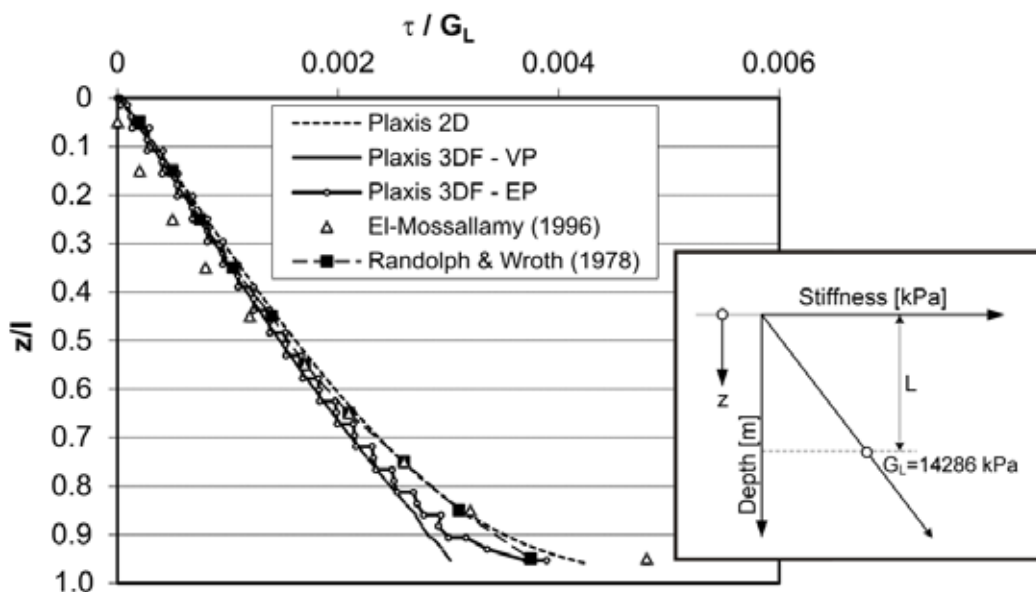 τ / G_L
0 0.002 0.004 0.006
0
0.1
0.2
0.3
0.4
0.5
0.6
0.7
0.8
0.9
1.0
z/l
Plaxis 2D
Plaxis 3DF - VP
Plaxis 3DF - EP
El-Mossallamy (1996)
Randolph & Wroth (1978)
Stiffness [kPa]
z
L
Depth [m]
G_L=14286 kPa